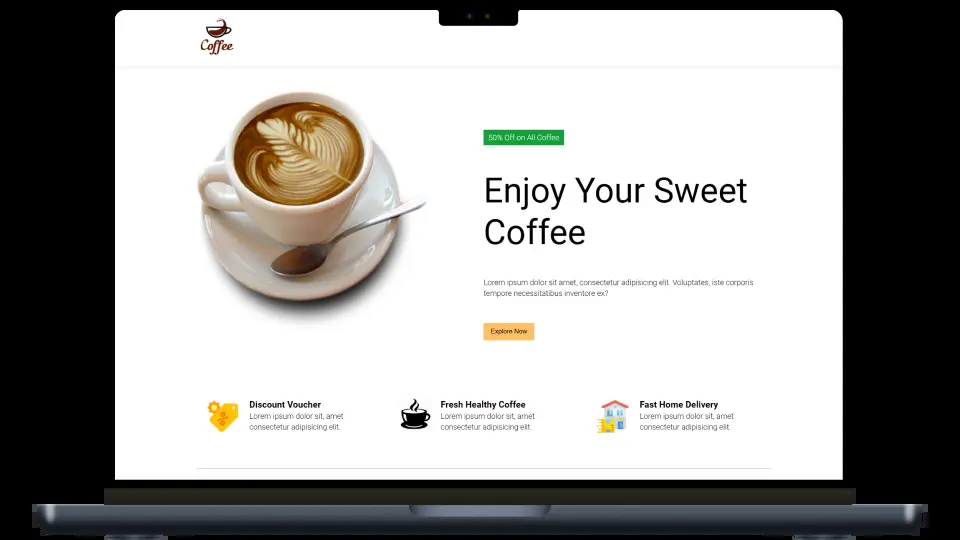 Coffee
50% Off on All Coffee
Enjoy Your Sweet
Coffee
Lorem ipsum dolor sit amet, consectetur adipisicing elit. Voluptates, iste corporis
tempore necessitatibus inventore ex?
Explore Now
Discount Voucher
Lorem ipsum dolor sit, amet
consectetur adipisicing elit.
Fresh Healthy Coffee
Lorem ipsum dolor sit, amet
consectetur adipisicing elit.
Fast Home Delivery
Lorem ipsum dolor sit, amet
consectetur adipisicing elit.